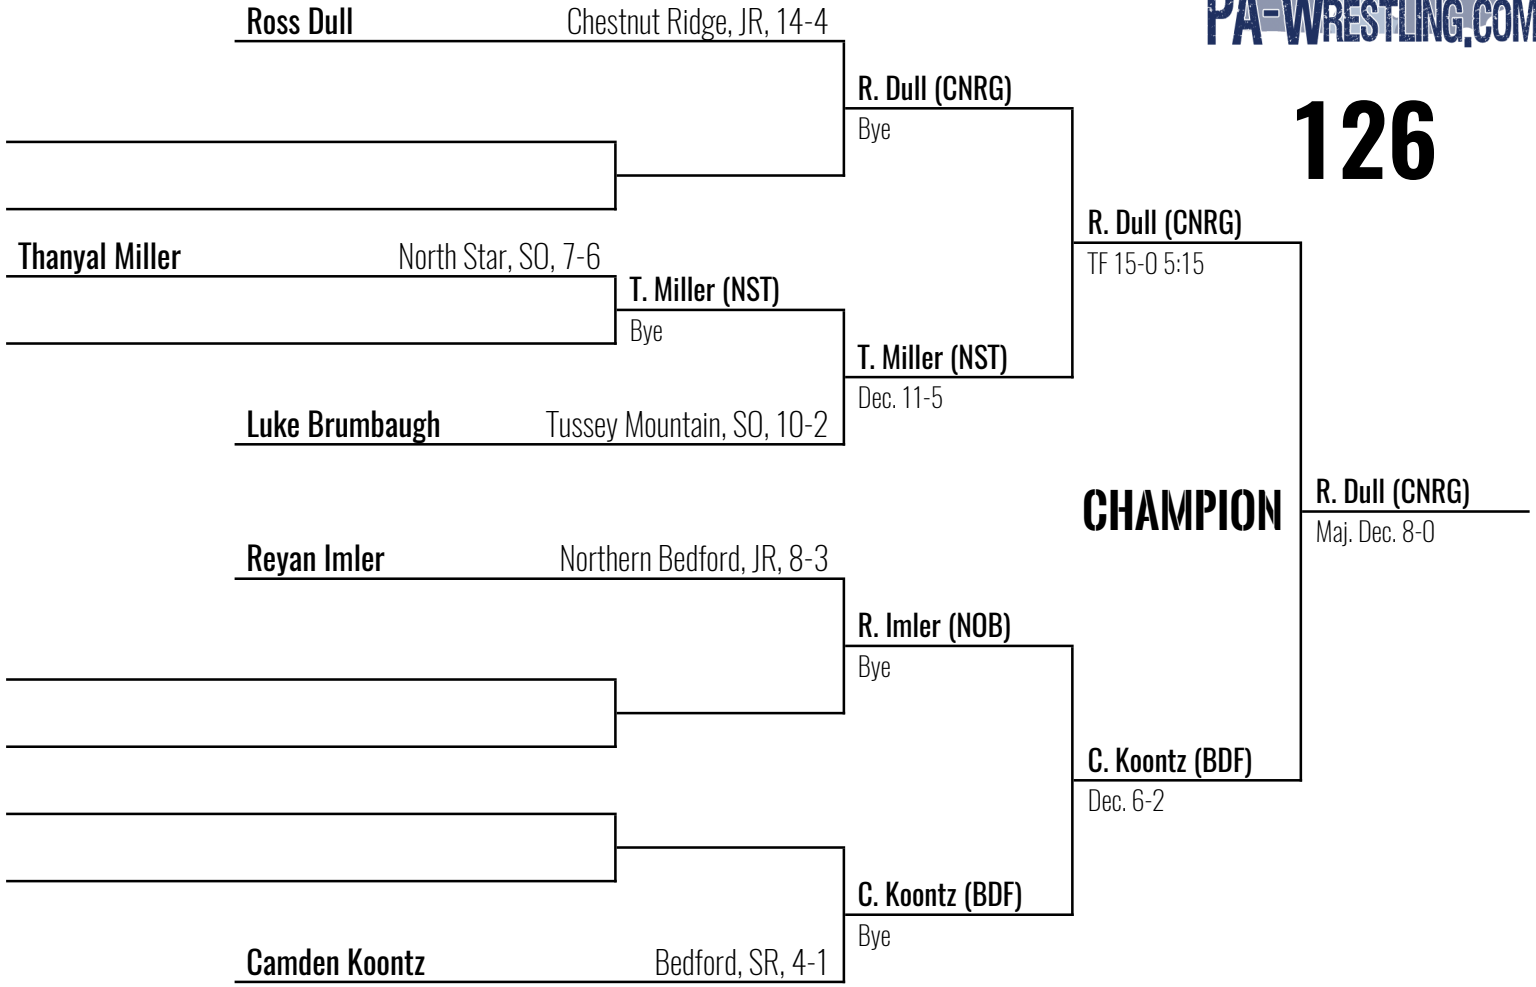 PA-WRESTLING.COM
126
Ross Dull Chestnut Ridge, JR, 14-4
R. Dull (CNRG)
Bye
R. Dull (CNRG)
TF 15-0 5:15
Thanyal Miller North Star, SO, 7-6
T. Miller (NST)
Bye
T. Miller (NST)
Dec. 11-5
Luke Brumbaugh Tussey Mountain, SO, 10-2
CHAMPION
R. Dull (CNRG)
Maj. Dec. 8-0
Reyan Imler Northern Bedford, JR, 8-3
R. Imler (NOB)
Bye
C. Koontz (BDF)
Dec. 6-2
C. Koontz (BDF)
Bye
Camden Koontz Bedford, SR, 4-1